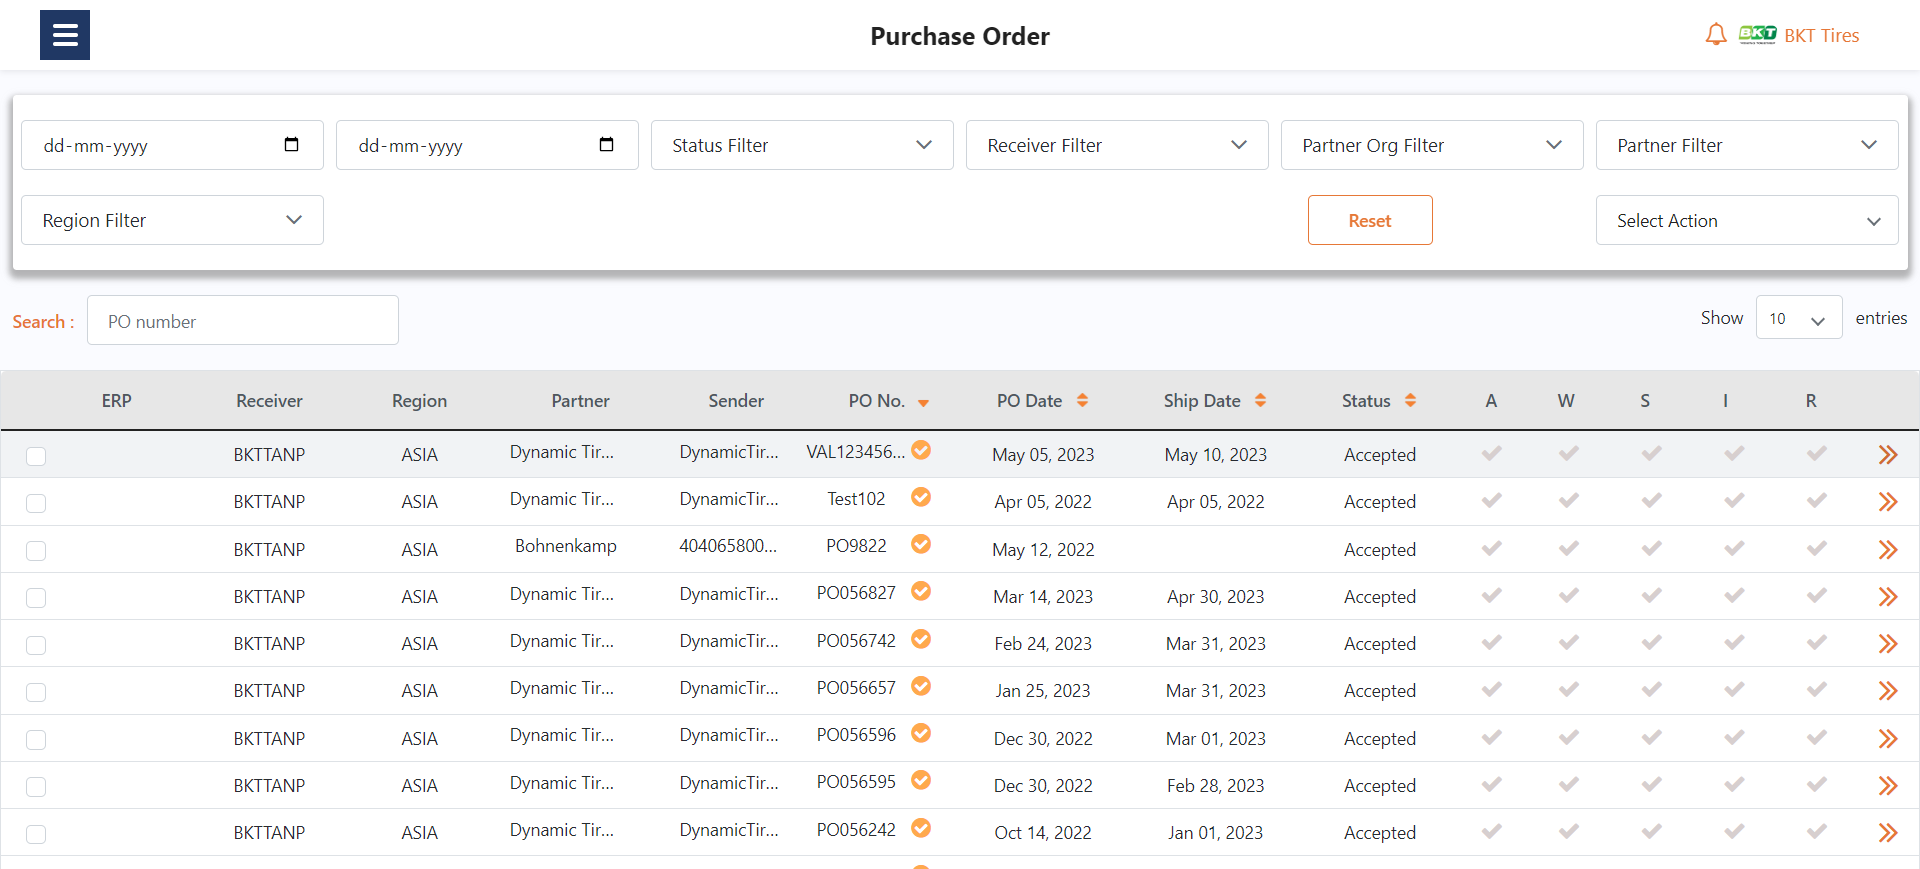 Purchase Order
BKT BKT Tires
dd-mm-yyyy dd-mm-yyyy Status Filter Receiver Filter Partner Org Filter Partner Filter
Region Filter Reset Select Action
Search : PO number Show 10 entries
ERP Receiver Region Partner Sender PO No. PO Date Ship Date Status A W S I R
BKTTANP ASIA Dynamic Tir... DynamicTir... VAL123456... May 05, 2023 May 10, 2023 Accepted
BKTTANP ASIA Dynamic Tir... DynamicTir... Test102 Apr 05, 2022 Apr 05, 2022 Accepted
BKTTANP ASIA Bohnenkamp 404065800... PO9822 May 12, 2022 Accepted
BKTTANP ASIA Dynamic Tir... DynamicTir... PO056827 Mar 14, 2023 Apr 30, 2023 Accepted
BKTTANP ASIA Dynamic Tir... DynamicTir... PO056742 Feb 24, 2023 Mar 31, 2023 Accepted
BKTTANP ASIA Dynamic Tir... DynamicTir... PO056657 Jan 25, 2023 Mar 31, 2023 Accepted
BKTTANP ASIA Dynamic Tir... DynamicTir... PO056596 Dec 30, 2022 Mar 01, 2023 Accepted
BKTTANP ASIA Dynamic Tir... DynamicTir... PO056595 Dec 30, 2022 Feb 28, 2023 Accepted
BKTTANP ASIA Dynamic Tir... DynamicTir... PO056242 Oct 14, 2022 Jan 01, 2023 Accepted